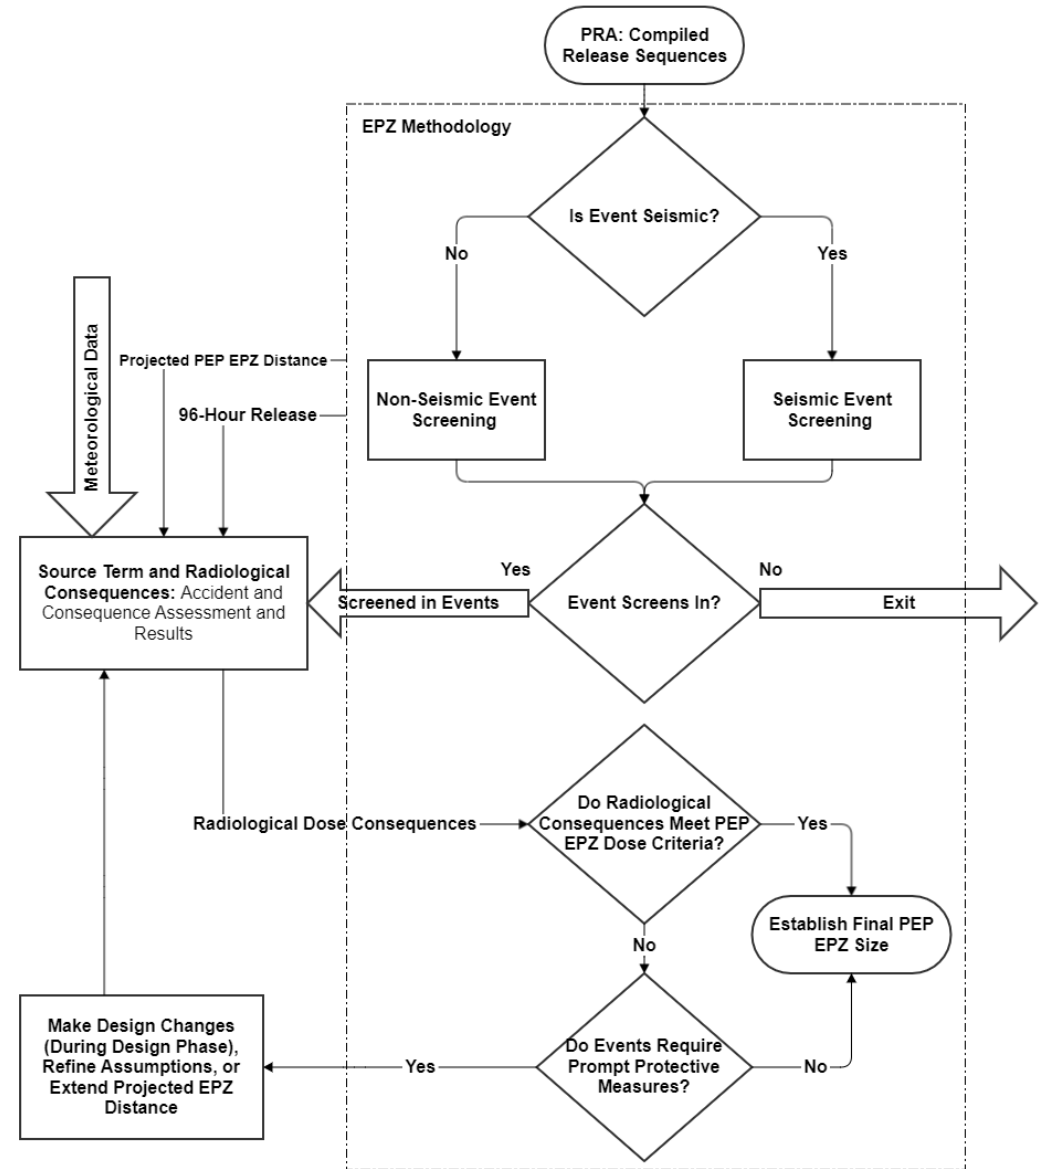 PRA: Compiled
Release Sequences
EPZ Methodology
Is Event Seismic?
No
Yes
Meteorological Data
Projected PEP EPZ Distance
96-Hour Release
Non-Seismic Event
Screening
Seismic Event
Screening
Source Term and Radiological
Consequences: Accident and
Consequence Assessment and
Results
Yes
Screened in Events
Event Screens In?
No
Exit
Radiological Dose Consequences
Do Radiological
Consequences Meet PEP
EPZ Dose Criteria?
Yes
Establish Final PEP
EPZ Size
No
Do Events Require
Prompt Protective
Measures?
No
Yes
Make Design Changes
(During Design Phase),
Refine Assumptions, or
Extend Projected EPZ
Distance